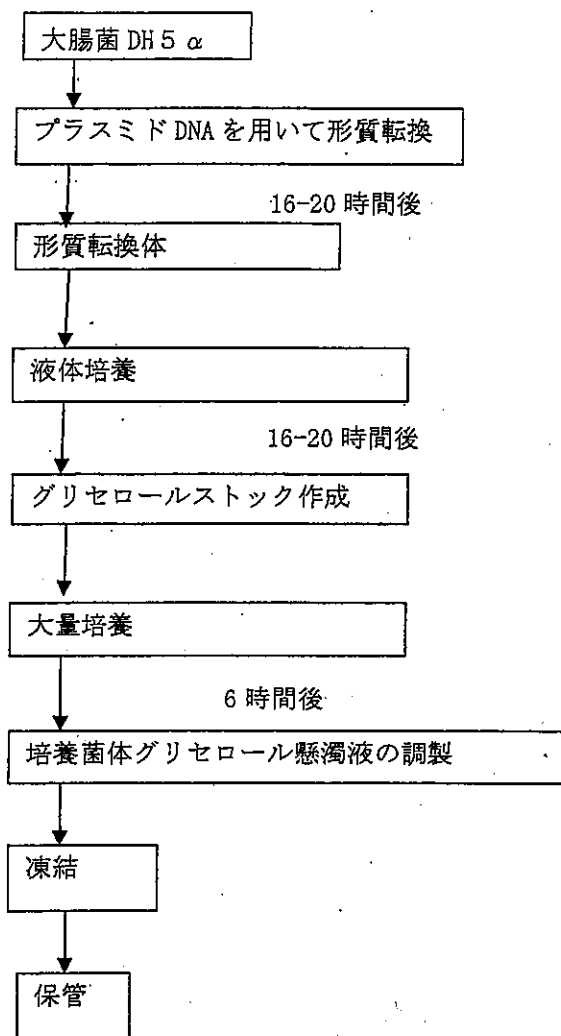 大腸菌 DH５α
プラスミド DNA を用いて形質転換
16-20 時間後
形質転換体
液体培養
16-20 時間後
グリセロールストック作成
大量培養
6 時間後
培養菌体グリセロール懸濁液の調製
凍結
保管